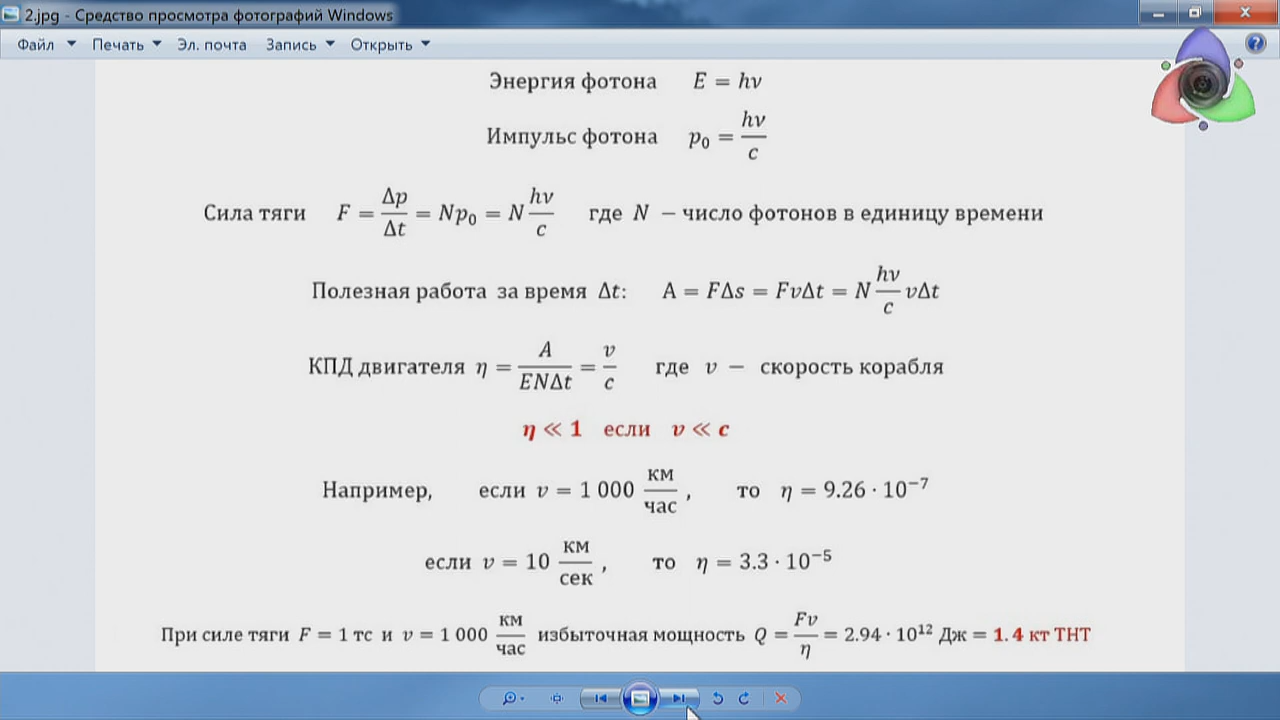 2.jpg - Средство просмотра фотографий Windows
Файл Печать Эл. почта Запись Открыть
Энергия фотона E = hν
Импульс фотона p₀ = hν/c
Сила тяги F = Δp/Δt = Np₀ = N hν/c где N − число фотонов в единицу времени
Полезная работа за время Δt: A = FΔs = FvΔt = N hν/c vΔt
КПД двигателя η = A/ENΔt = v/c где v − скорость корабля
η ≪ 1 если v ≪ c
Например, если v = 1 000 км/час, то η = 9.26 · 10⁻⁷
если v = 10 км/сек, то η = 3.3 · 10⁻⁵
При силе тяги F = 1 тс и v = 1 000 км/час избыточная мощность Q = Fv/η = 2.94 · 10¹² Дж = 1.4 кт ТНТ